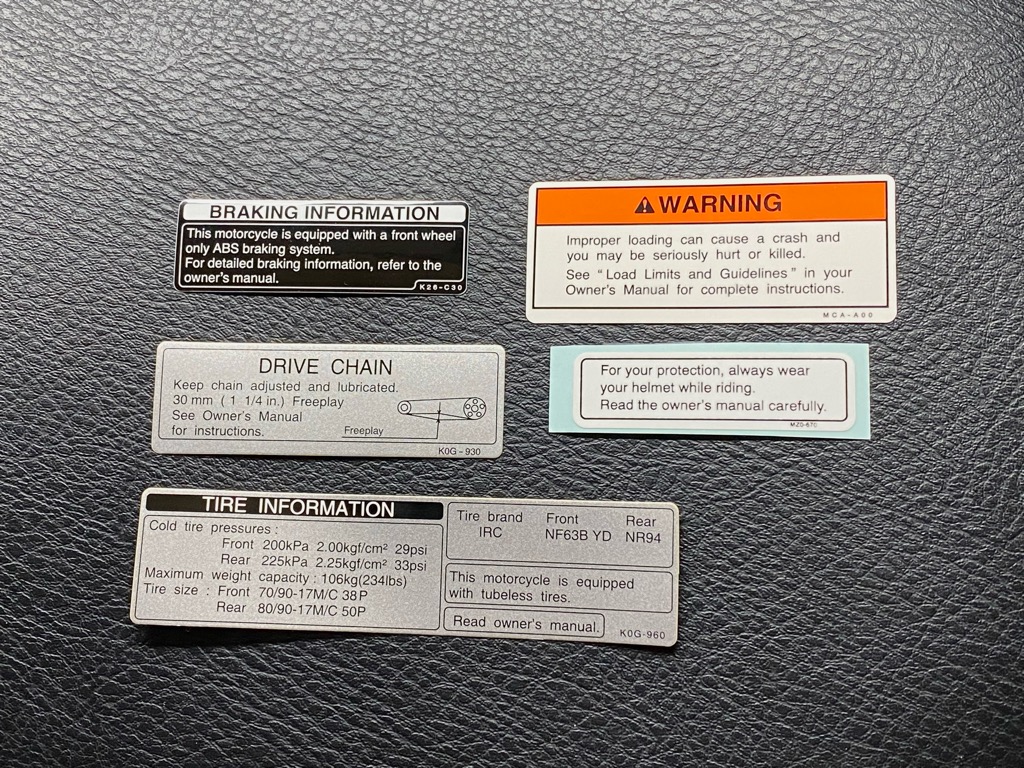 BRAKING INFORMATION
This motorcycle is equipped with a front wheel
only ABS braking system.
For detailed braking information, refer to the
owner's manual.
K26-C30
WARNING
Improper loading can cause a crash and
you may be seriously hurt or killed.
See "Load Limits and Guidelines" in your
Owner's Manual for complete instructions.
MCA-A00
DRIVE CHAIN
Keep chain adjusted and lubricated.
30 mm ( 1 1/4 in.) Freeplay
See Owner's Manual
for instructions.
Freeplay
K0G-930
For your protection, always wear
your helmet while riding.
Read the owner's manual carefully.
MZ0-670
TIRE INFORMATION
Cold tire pressures :
Front 200kPa 2.00kgf/cm² 29psi
Rear 225kPa 2.25kgf/cm² 33psi
Maximum weight capacity : 106kg(234lbs)
Tire size : Front 70/90-17M/C 38P
Rear 80/90-17M/C 50P
Tire brand Front Rear
IRC NF63B YD NR94
This motorcycle is equipped
with tubeless tires.
Read owner's manual.
K0G-960